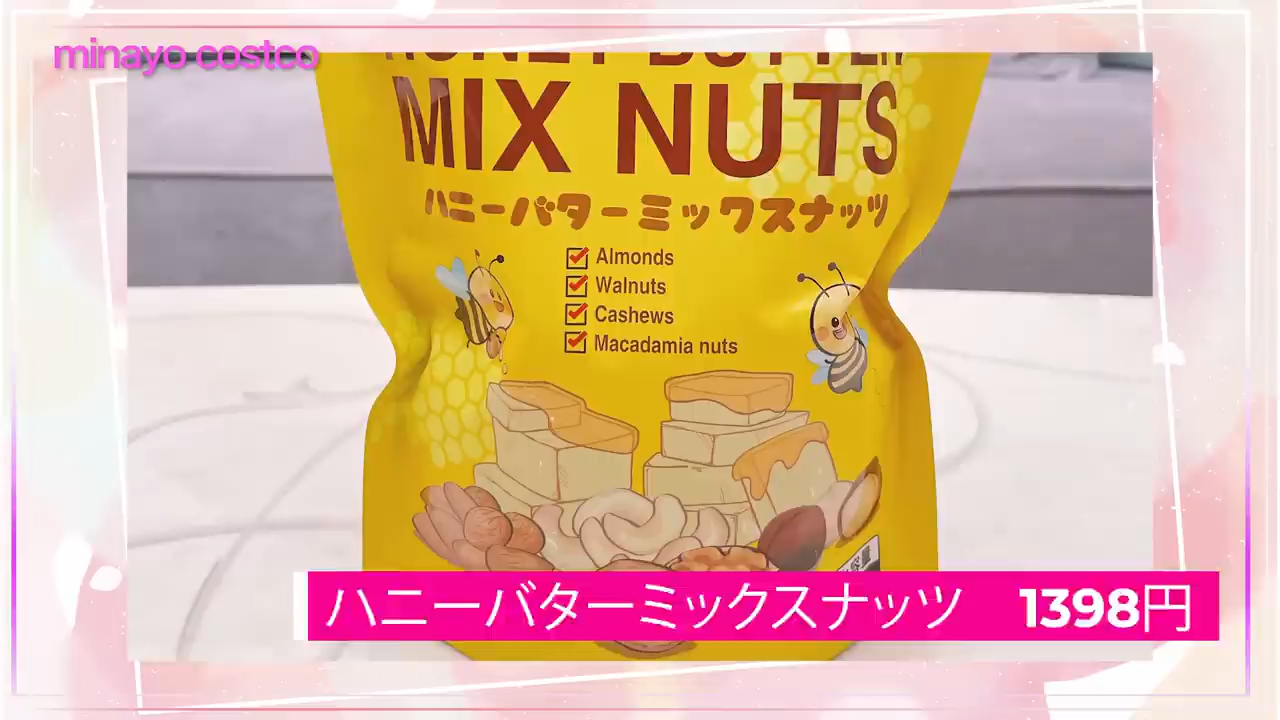 minayo costco
HONEY BUTTER
MIX NUTS
ハニーバターミックスナッツ
Almonds
Walnuts
Cashews
Macadamia nuts
ハニーバターミックスナッツ 1398円